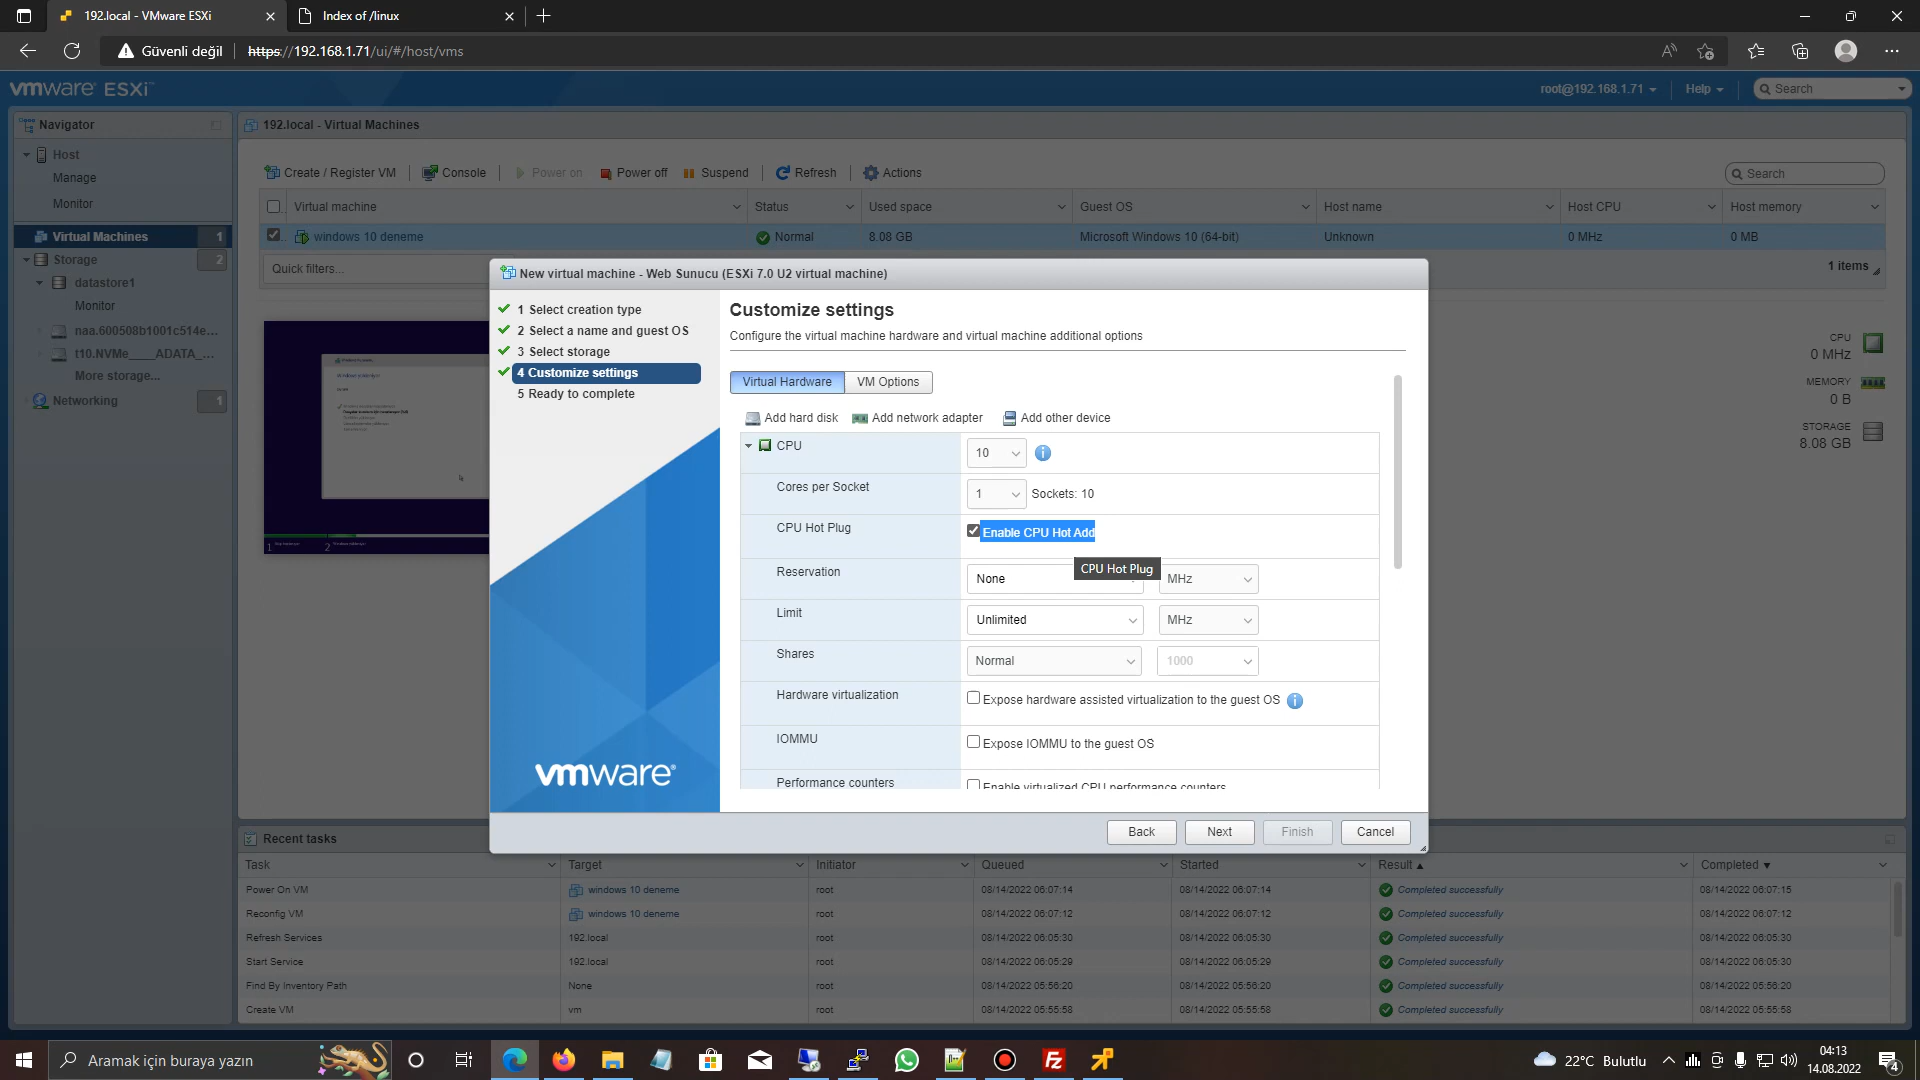 192.local - VMware ESXi
Index of /linux
Güvenli değil
https://192.168.1.71/ui/#/host/vms
vmware ESXi
root@192.168.1.71
Help
Search
Navigator
192.local - Virtual Machines
Host
Manage
Monitor
Virtual Machines 1
Storage 2
datastore1
Monitor
naa.600508b1001c514e...
t10.NVMe____ADATA_...
More storage...
Networking 1
Create / Register VM
Console
Power on
Power off
Suspend
Refresh
Actions
Search
Virtual machine Status Used space Guest OS Host name Host CPU Host memory
windows 10 deneme Normal 8.08 GB Microsoft Windows 10 (64-bit) Unknown 0 MHz 0 MB
Quick filters...
1 items
CPU
0 MHz
MEMORY
0 B
STORAGE
8.08 GB
New virtual machine - Web Sunucu (ESXi 7.0 U2 virtual machine)
1 Select creation type
2 Select a name and guest OS
3 Select storage
4 Customize settings
5 Ready to complete
vmware
Customize settings
Configure the virtual machine hardware and virtual machine additional options
Virtual Hardware VM Options
Add hard disk Add network adapter Add other device
CPU 10
Cores per Socket 1 Sockets: 10
CPU Hot Plug Enable CPU Hot Add
CPU Hot Plug
Reservation None MHz
Limit Unlimited MHz
Shares Normal 1000
Hardware virtualization Expose hardware assisted virtualization to the guest OS
IOMMU Expose IOMMU to the guest OS
Performance counters Enable virtualized CPU performance counters
Back Next Finish Cancel
Recent tasks
Task Target Initiator Queued Started Result Completed
Power On VM windows 10 deneme root 08/14/2022 06:07:14 08/14/2022 06:07:14 Completed successfully 08/14/2022 06:07:15
Reconfig VM windows 10 deneme root 08/14/2022 06:07:12 08/14/2022 06:07:12 Completed successfully 08/14/2022 06:07:12
Refresh Services 192.local root 08/14/2022 06:05:30 08/14/2022 06:05:30 Completed successfully 08/14/2022 06:05:30
Start Service 192.local root 08/14/2022 06:05:29 08/14/2022 06:05:29 Completed successfully 08/14/2022 06:05:30
Find By Inventory Path None root 08/14/2022 05:56:20 08/14/2022 05:56:20 Completed successfully 08/14/2022 05:56:20
Create VM vm root 08/14/2022 05:55:58 08/14/2022 05:55:58 Completed successfully 08/14/2022 05:55:58
Aramak için buraya yazın
22°C Bulutlu
04:13
14.08.2022
4